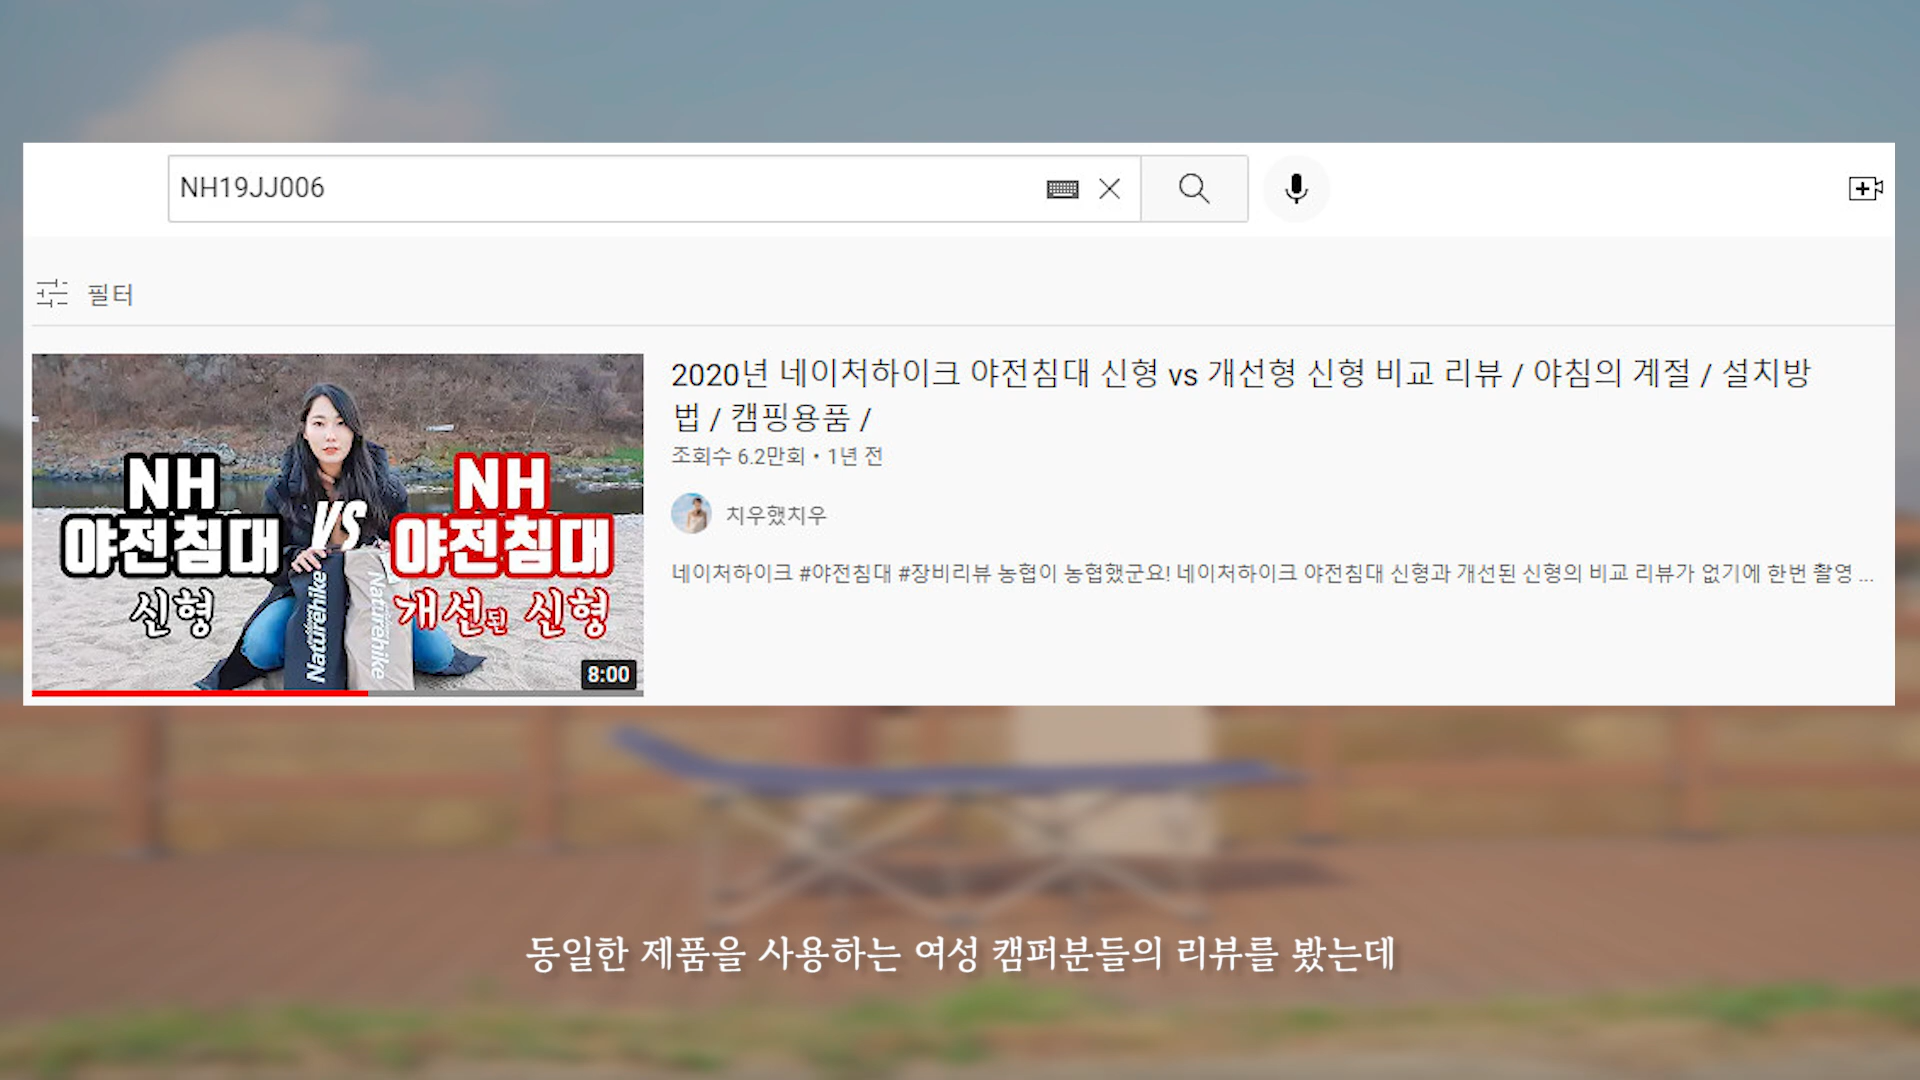 NH19JJ006
필터
2020년 네이처하이크 야전침대 신형 vs 개선형 신형 비교 리뷰 / 야침의 계절 / 설치방
법 / 캠핑용품 /
조회수 6.2만회 • 1년 전
치우했치우
네이처하이크 #야전침대 #장비리뷰 농협이 농협했군요! 네이처하이크 야전침대 신형과 개선된 신형의 비교 리뷰가 없기에 한번 촬영 ...
NH
야전침대
신형
vs
NH
야전침대
개선된 신형
Naturehike
Naturehike
8:00
동일한 제품을 사용하는 여성 캠퍼분들의 리뷰를 봤는데